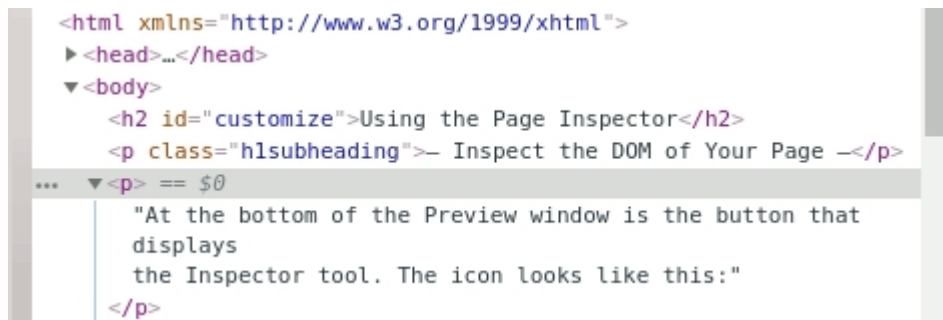 <html xmlns="http://www.w3.org/1999/xhtml">
▶<head>…</head>
▼<body>
<h2 id="customize">Using the Page Inspector</h2>
<p class="h1subheading">— Inspect the DOM of Your Page —</p>
… ▼<p> == $0
"At the bottom of the Preview window is the button that
displays
the Inspector tool. The icon looks like this:"
</p>